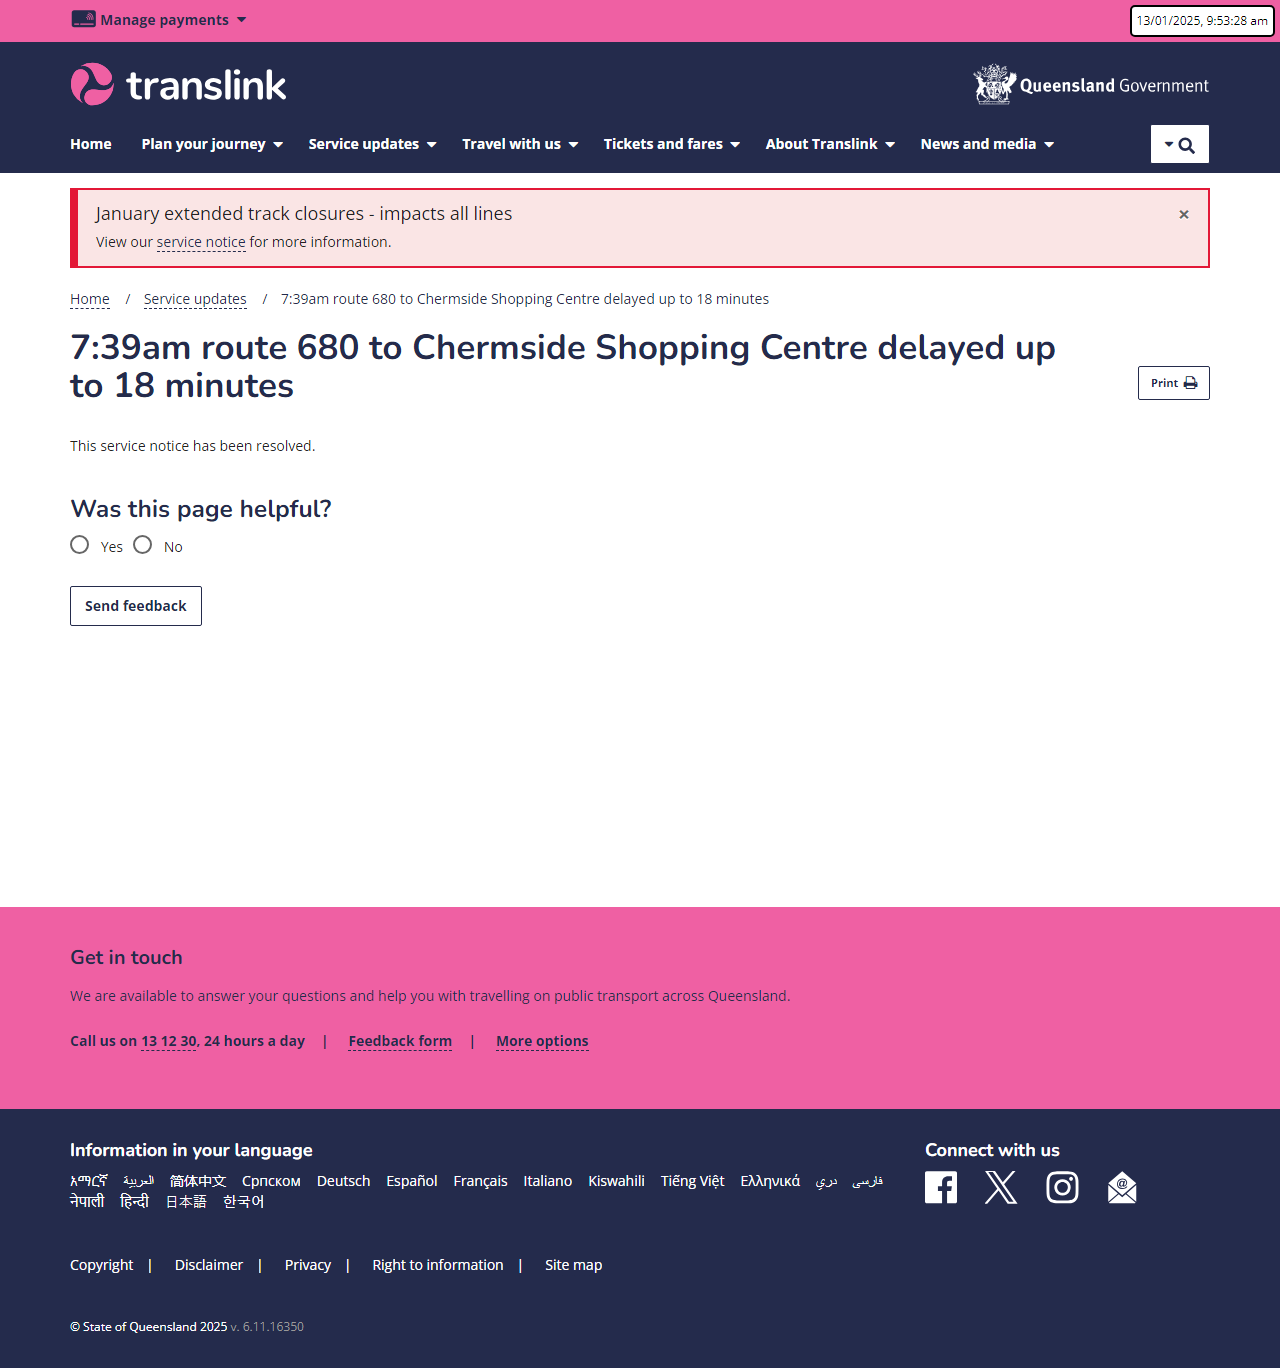 Manage payments
13/01/2025, 9:53:28 am
translink
Queensland Government
Home Plan your journey Service updates Travel with us Tickets and fares About Translink News and media
January extended track closures - impacts all lines
×
View our service notice for more information.
Home / Service updates / 7:39am route 680 to Chermside Shopping Centre delayed up to 18 minutes
7:39am route 680 to Chermside Shopping Centre delayed up
to 18 minutes
Print
This service notice has been resolved.
Was this page helpful?
Yes No
Send feedback
Get in touch
We are available to answer your questions and help you with travelling on public transport across Queensland.
Call us on 13 12 30, 24 hours a day | Feedback form | More options
Information in your language
አማርኛ العربية 简体中文 Српском Deutsch Español Français Italiano Kiswahili Tiếng Việt Ελληνικά دري فارسی
नेपाली हिन्दी 日本語 한국어
Connect with us
Copyright | Disclaimer | Privacy | Right to information | Site map
© State of Queensland 2025 v. 6.11.16350